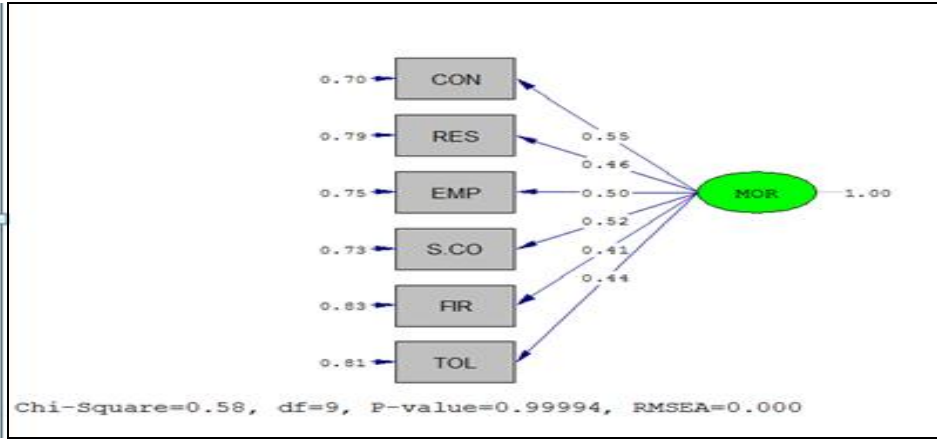 0.70 CON
0.55
0.79 RES
0.46
0.75 EMP 0.50 MOR 1.00
0.52
0.73 S.CO
0.41
0.83 FIR
0.44
0.81 TOL
Chi-Square=0.58, df=9, P-value=0.99994, RMSEA=0.000